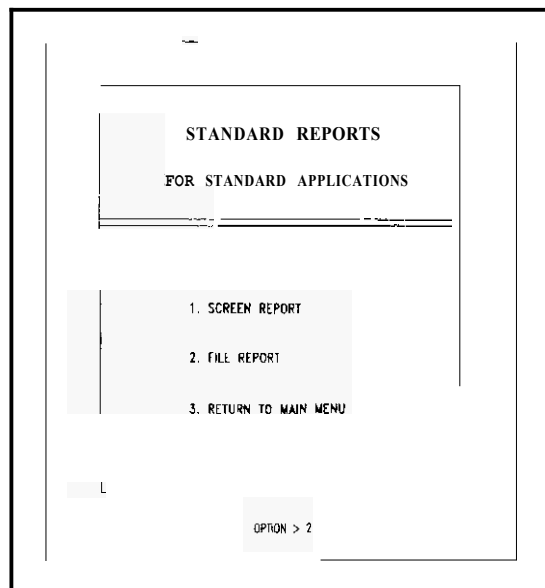 STANDARD REPORTS
FOR STANDARD APPLICATIONS
1. SCREEN REPORT
2. FILE REPORT
3. RETURN TO MAIN MENU
OPTION > 2